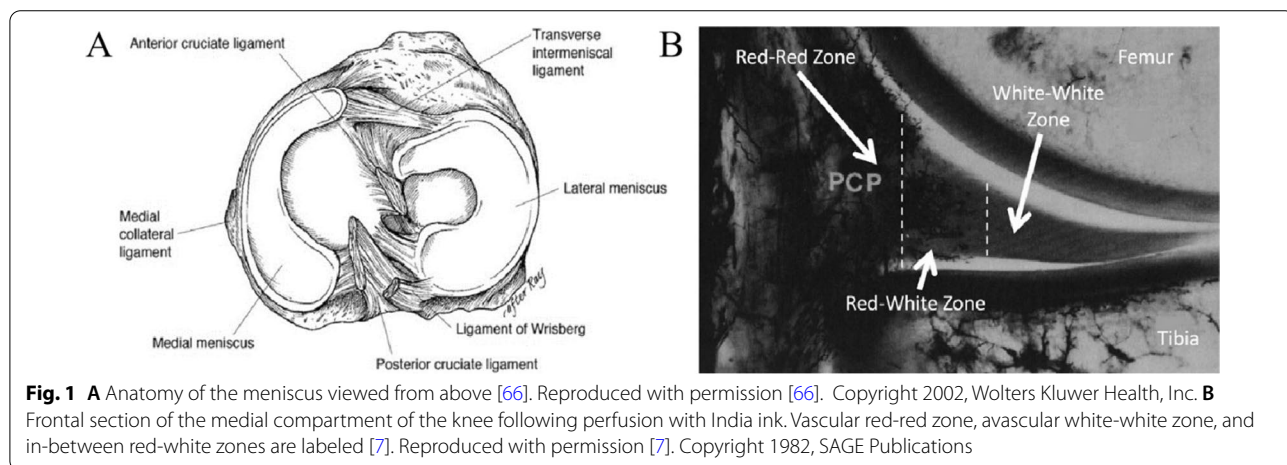 A
Anterior cruciate ligament
Transverse
intermeniscal
ligament
Lateral meniscus
Medial
collateral
ligament
after Ray
Ligament of Wrisberg
Medial meniscus
Posterior cruciate ligament
B
Red-Red Zone
Femur
White-White
Zone
PCP
Red-White Zone
Tibia
Fig. 1 A Anatomy of the meniscus viewed from above [66]. Reproduced with permission [66]. Copyright 2002, Wolters Kluwer Health, Inc. B
Frontal section of the medial compartment of the knee following perfusion with India ink. Vascular red-red zone, avascular white-white zone, and
in-between red-white zones are labeled [7]. Reproduced with permission [7]. Copyright 1982, SAGE Publications